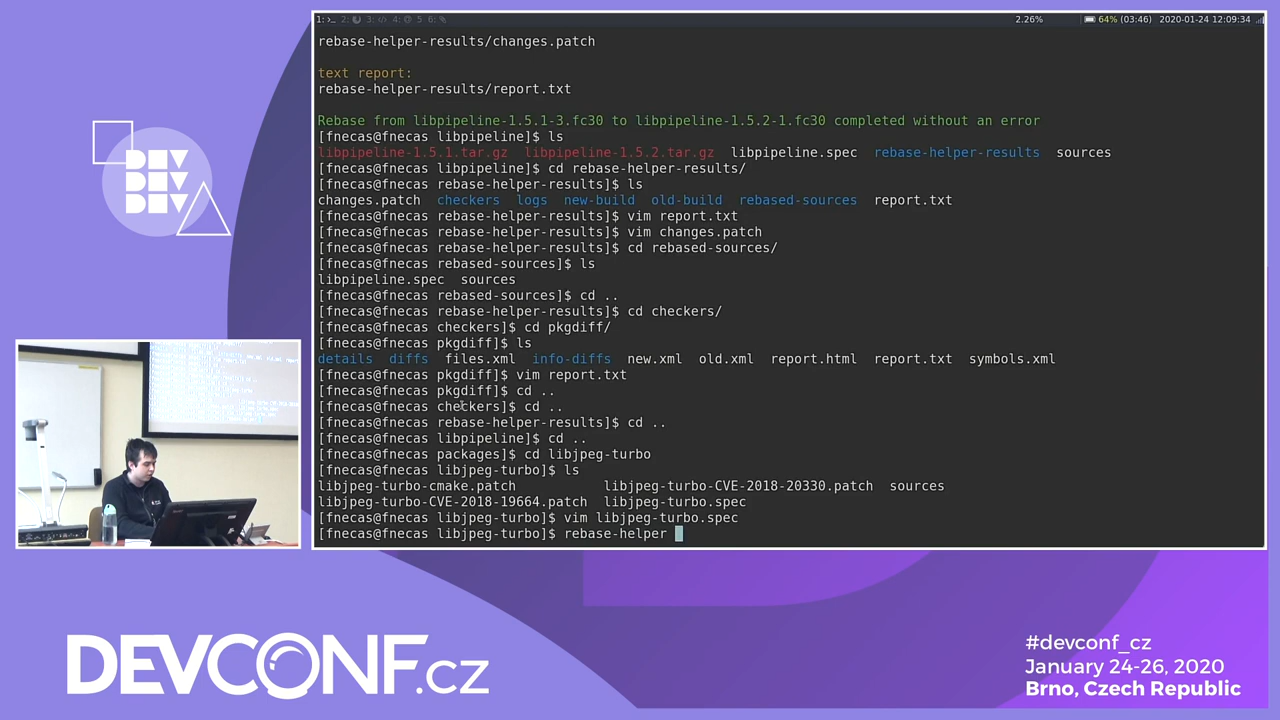 1: >_ 2: 3: </> 4: 5 6:
2.26% 64% (03:46) 2020-01-24 12:09:34
rebase-helper-results/changes.patch
text report:
rebase-helper-results/report.txt
Rebase from libpipeline-1.5.1-3.fc30 to libpipeline-1.5.2-1.fc30 completed without an error
[fnecas@fnecas libpipeline]$ ls
libpipeline-1.5.1.tar.gz libpipeline-1.5.2.tar.gz libpipeline.spec rebase-helper-results sources
[fnecas@fnecas libpipeline]$ cd rebase-helper-results/
[fnecas@fnecas rebase-helper-results]$ ls
changes.patch checkers logs new-build old-build rebased-sources report.txt
[fnecas@fnecas rebase-helper-results]$ vim report.txt
[fnecas@fnecas rebase-helper-results]$ vim changes.patch
[fnecas@fnecas rebase-helper-results]$ cd rebased-sources/
[fnecas@fnecas rebased-sources]$ ls
libpipeline.spec sources
[fnecas@fnecas rebased-sources]$ cd ..
[fnecas@fnecas rebase-helper-results]$ cd checkers/
[fnecas@fnecas checkers]$ cd pkgdiff/
[fnecas@fnecas pkgdiff]$ ls
details diffs files.xml info-diffs new.xml old.xml report.html report.txt symbols.xml
[fnecas@fnecas pkgdiff]$ vim report.txt
[fnecas@fnecas pkgdiff]$ cd ..
[fnecas@fnecas checkers]$ cd ..
[fnecas@fnecas rebase-helper-results]$ cd ..
[fnecas@fnecas libpipeline]$ cd ..
[fnecas@fnecas packages]$ cd libjpeg-turbo
[fnecas@fnecas libjpeg-turbo]$ ls
libjpeg-turbo-cmake.patch libjpeg-turbo-CVE-2018-20330.patch sources
libjpeg-turbo-CVE-2018-19664.patch libjpeg-turbo.spec
[fnecas@fnecas libjpeg-turbo]$ vim libjpeg-turbo.spec
[fnecas@fnecas libjpeg-turbo]$ rebase-helper
DEV
DEV
DEV
DEVCONF.cz
#devconf_cz
January 24-26, 2020
Brno, Czech Republic